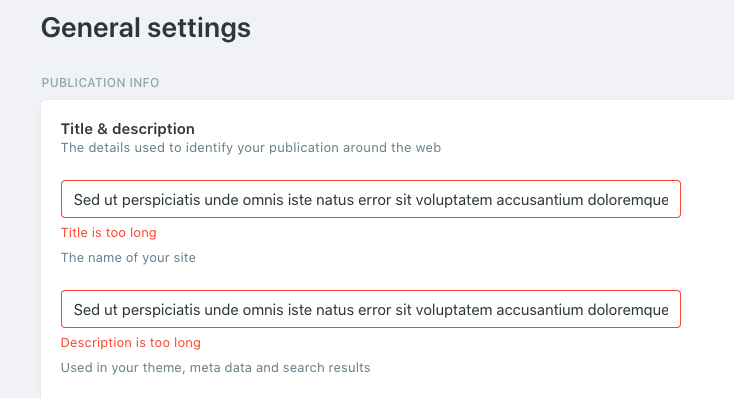 General settings
PUBLICATION INFO
Title & description
The details used to identify your publication around the web
Sed ut perspiciatis unde omnis iste natus error sit voluptatem accusantium doloremque
Title is too long
The name of your site
Sed ut perspiciatis unde omnis iste natus error sit voluptatem accusantium doloremque
Description is too long
Used in your theme, meta data and search results